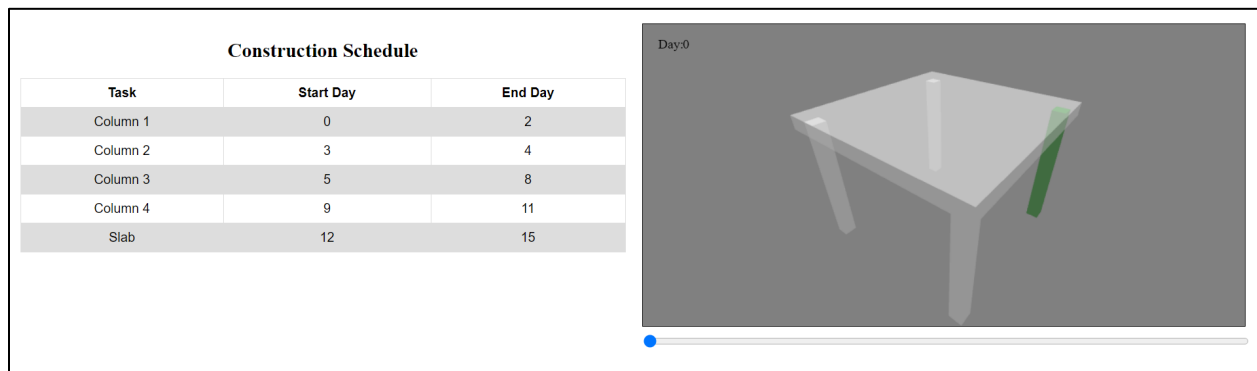 Construction Schedule
Task Start Day End Day
Column 1 0 2
Column 2 3 4
Column 3 5 8
Column 4 9 11
Slab 12 15
Day:0